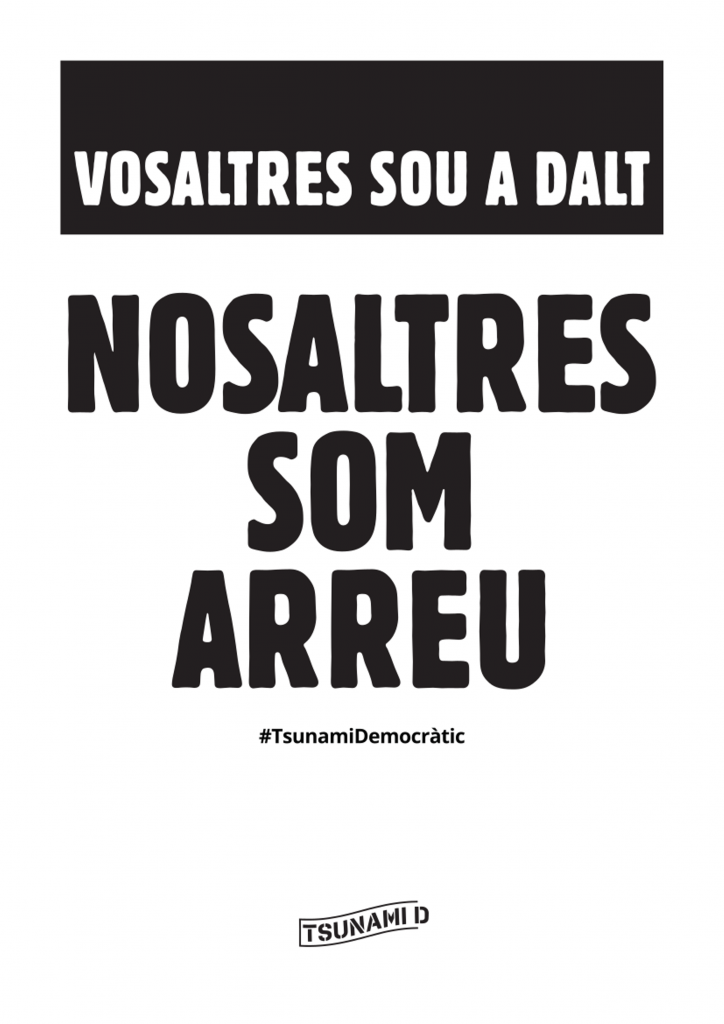 VOSALTRES SOU A DALT
NOSALTRES
SOM
ARREU
#TsunamiDemocràtic
TSUNAMI D